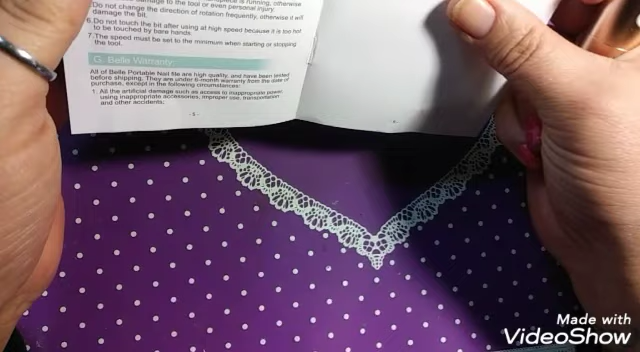 damage to the tool or even personal injury.
Do not change the direction of rotation frequently, otherwise it will
damage the bit.
6.Do not touch the bit after using at high speed because it is too hot
to be touched by bare hands.
7.The speed must be set to the minimum when starting or stopping
the tool.
G. Belle Warranty:
All of Belle Portable Nail file are high quality, and have been tested
before shipping. They are under 6-month warranty from the date of
purchase, except in the following circumstances:
1. All the artificial damage such as access to inappropriate power,
using inappropriate accessories, improper use, transportation
and other accidents;
- 5 -
Made with
VideoShow